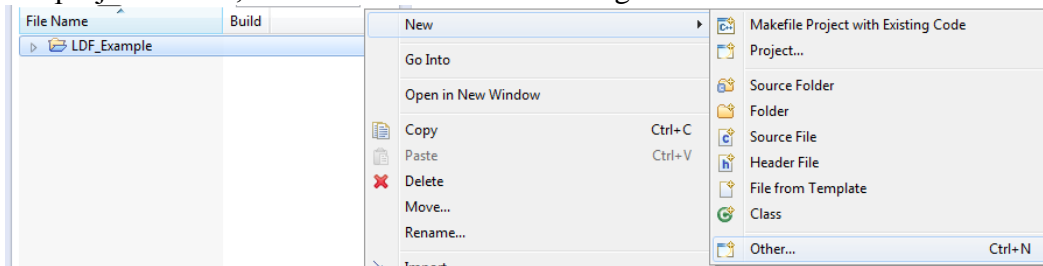 File Name Build
LDF_Example
New
Go Into
Open in New Window
Copy Ctrl+C
Paste Ctrl+V
Delete
Move...
Rename...
Makefile Project with Existing Code
Project...
Source Folder
Folder
Source File
Header File
File from Template
Class
Other... Ctrl+N